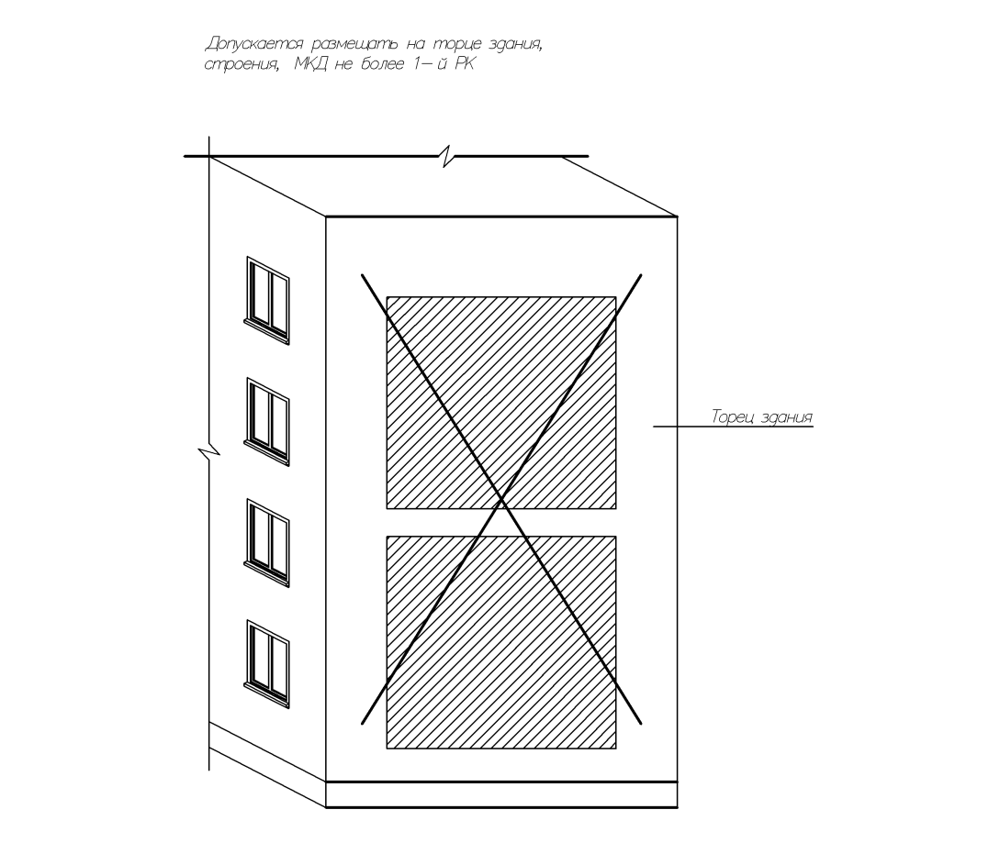 Допускается размещать на торце здания,
строения, МКД не более 1– й РК
Торец здания